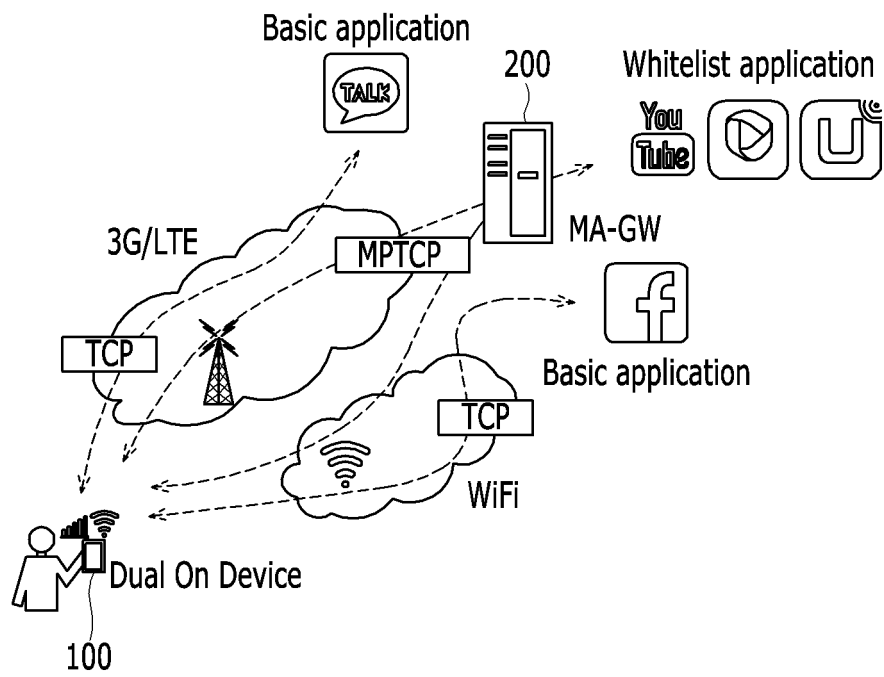 Basic application
TALK
200
Whitelist application
You
Tube
U
3G/LTE
MPTCP
MA-GW
f
TCP
Basic application
TCP
WiFi
Dual On Device
100